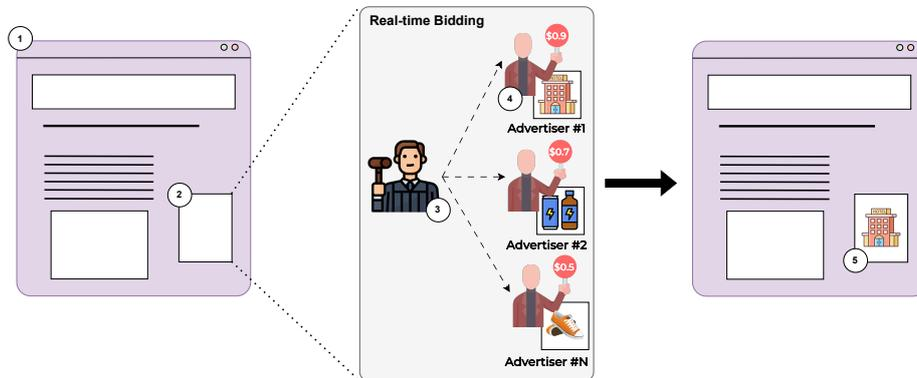 1
2
Real-time Bidding
3
$0.9
4
Advertiser #1
$0.7
Advertiser #2
$0.5
Advertiser #N
5